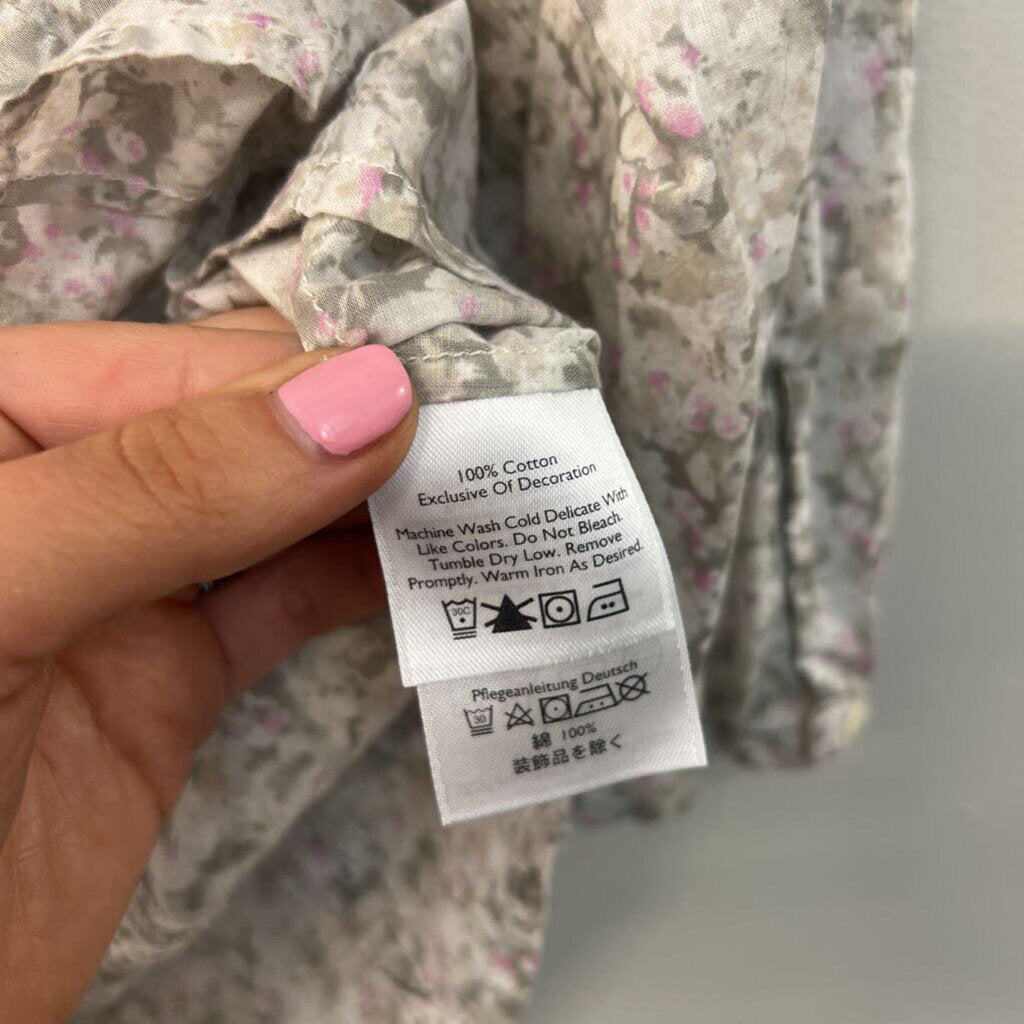 100% Cotton
Exclusive Of Decoration
Machine Wash Cold Delicate With
Like Colors. Do Not Bleach.
Tumble Dry Low. Remove
Promptly. Warm Iron As Desired.
30C
Pflegeanleitung Deutsch
30
綿 100%
装飾品を除く